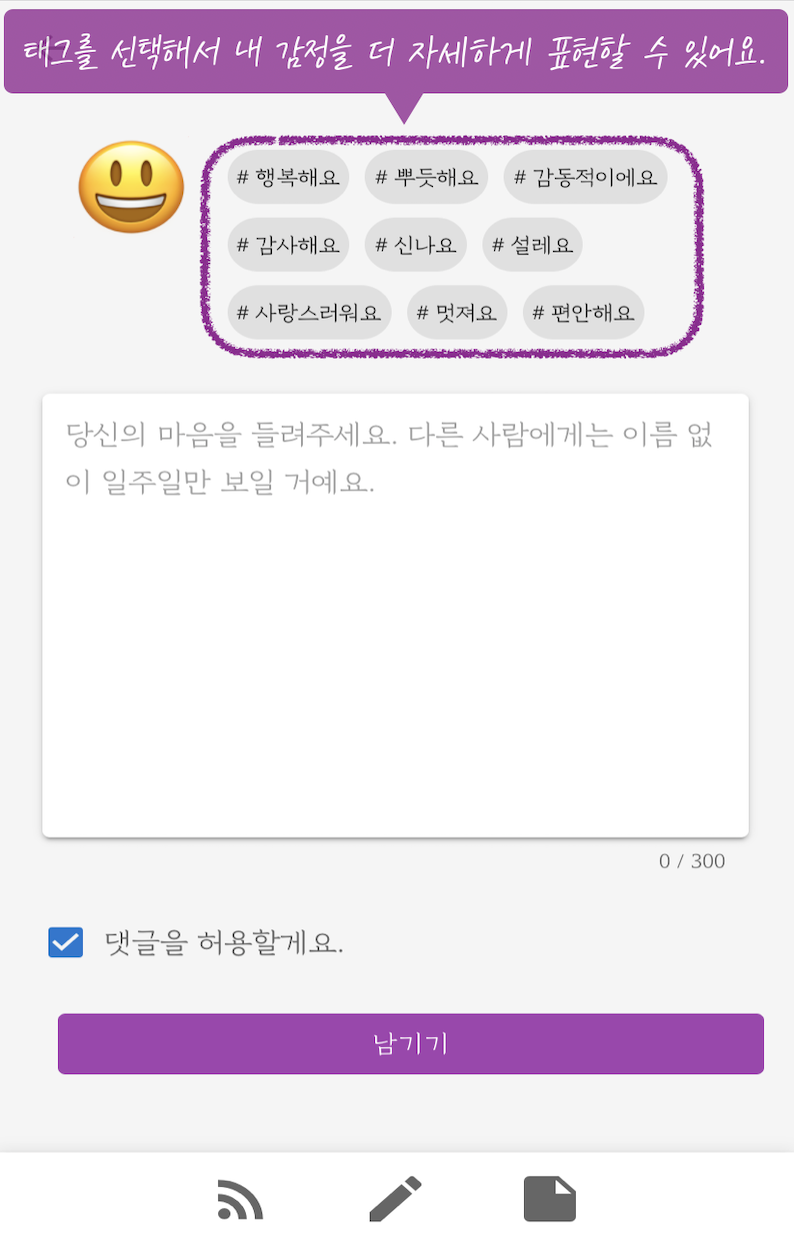 태그를 선택해서 내 감정을 더 자세하게 표현할 수 있어요.
# 행복해요 # 뿌듯해요 # 감동적이에요
# 감사해요 # 신나요 # 설레요
# 사랑스러워요 # 멋져요 # 편안해요
당신의 마음을 들려주세요. 다른 사람에게는 이름 없
이 일주일만 보일 거예요.
0 / 300
댓글을 허용할게요.
남기기